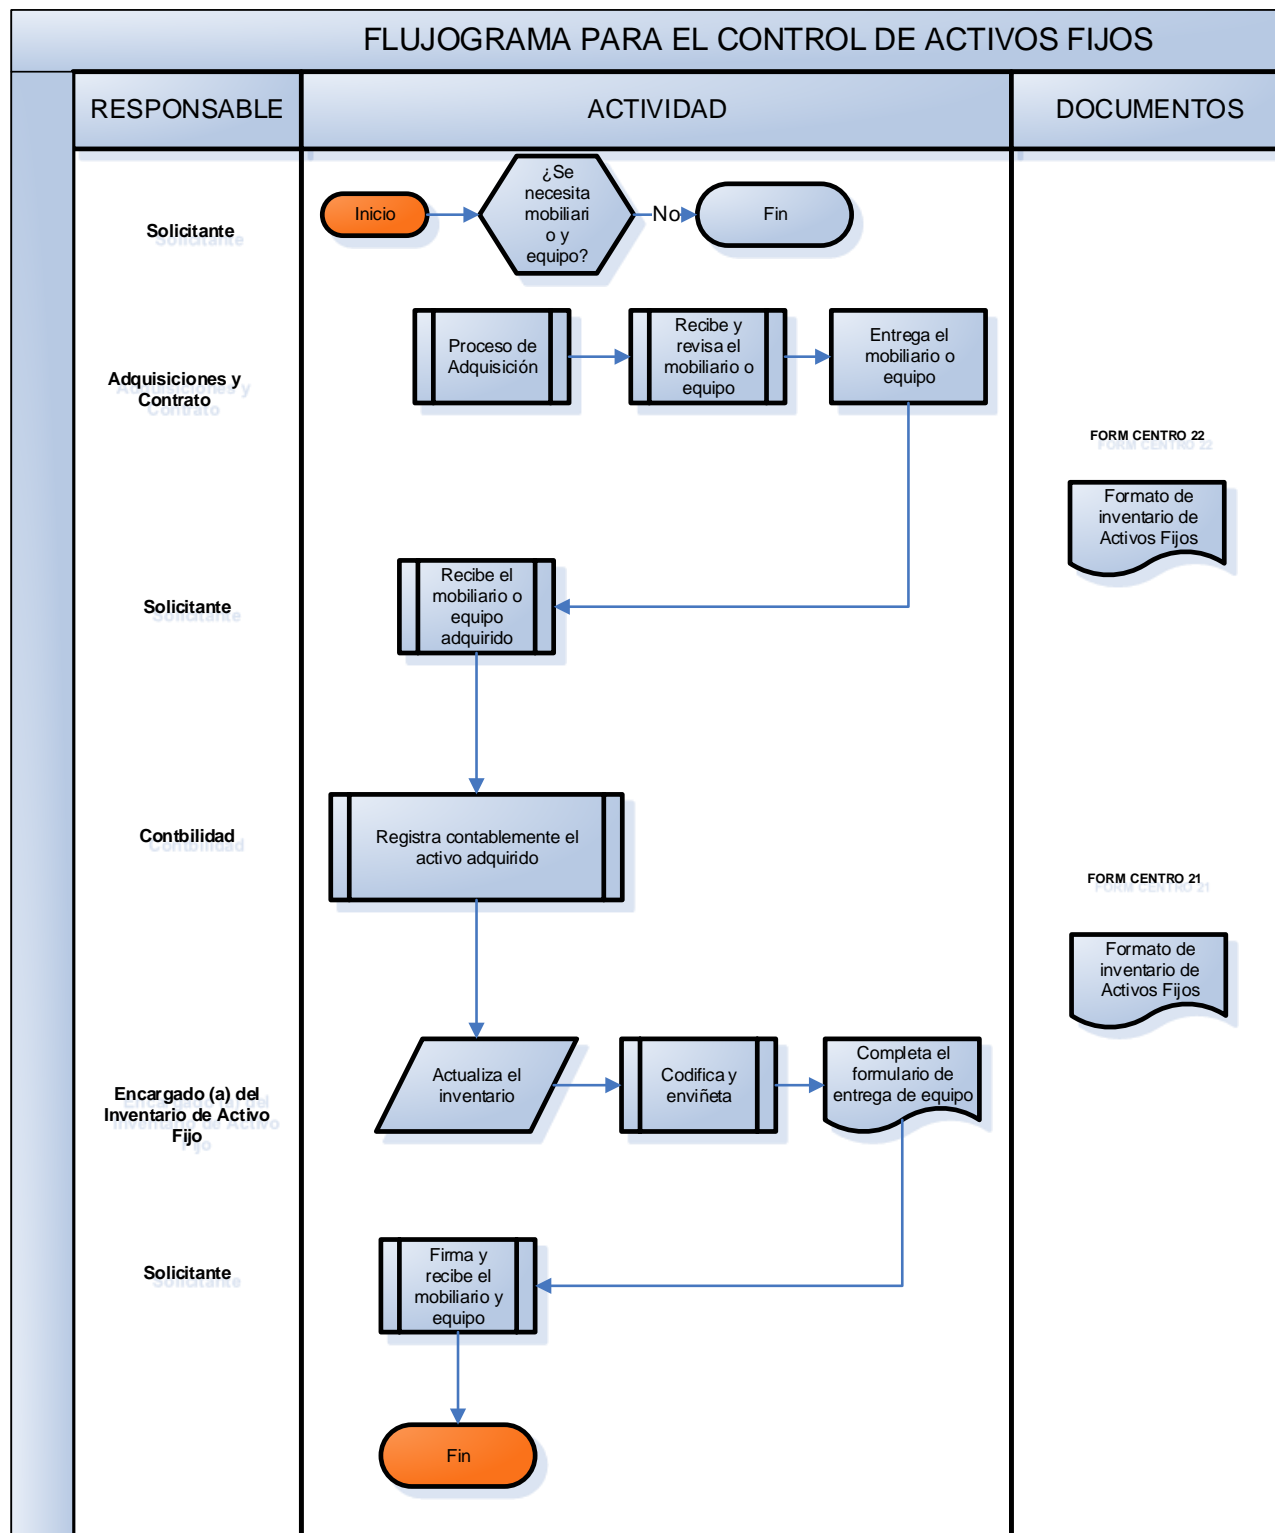 FLUJOGRAMA PARA EL CONTROL DE ACTIVOS FIJOS
RESPONSABLE
ACTIVIDAD
DOCUMENTOS
Solicitante
Inicio
¿Se
necesita
mobiliari
o y
equipo?
No
Fin
Adquisiciones y
Contrato
Proceso de
Adquisición
Recibe y
revisa el
mobiliario o
equipo
Entrega el
mobiliario o
equipo
FORM CENTRO 22
Formato de
inventario de
Activos Fijos
Solicitante
Recibe el
mobiliario o
equipo
adquirido
Contbilidad
Registra contablemente el
activo adquirido
FORM CENTRO 21
Formato de
inventario de
Activos Fijos
Encargado (a) del
Inventario de Activo
Fijo
Actualiza el
inventario
Codifica y
enviñeta
Completa el
formulario de
entrega de equipo
Solicitante
Firma y
recibe el
mobiliario y
equipo
Fin